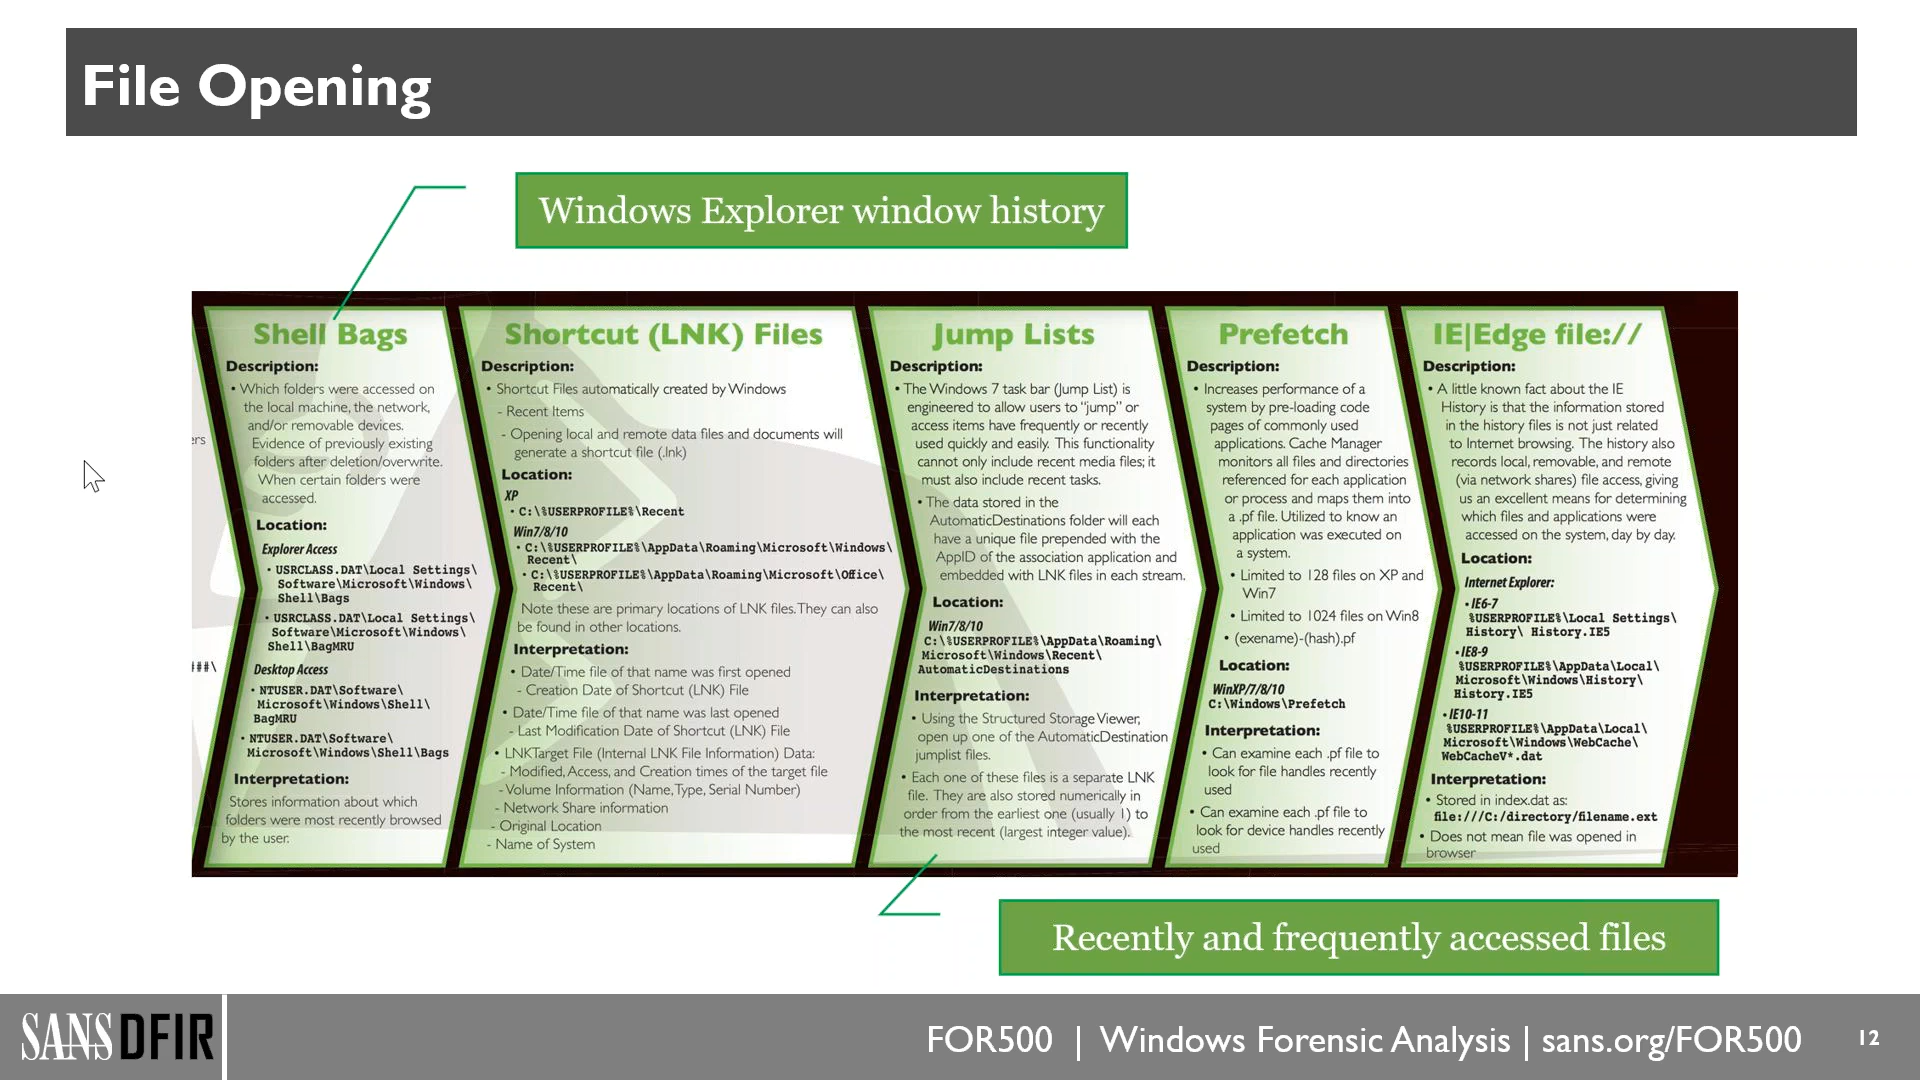 File Opening
Windows Explorer window history
ers
###\
Shell Bags
Description:
• Which folders were accessed on
the local machine, the network,
and/or removable devices.
Evidence of previously existing
folders after deletion/overwrite.
When certain folders were
accessed.
Location:
Explorer Access
• USRCLASS.DAT\Local Settings\
Software\Microsoft\Windows\
Shell\Bags
• USRCLASS.DAT\Local Settings\
Software\Microsoft\Windows\
Shell\BagMRU
Desktop Access
• NTUSER.DAT\Software\
Microsoft\Windows\Shell\
BagMRU
• NTUSER.DAT\Software\
Microsoft\Windows\Shell\Bags
Interpretation:
Stores information about which
folders were most recently browsed
by the user.
Shortcut (LNK) Files
Description:
• Shortcut Files automatically created by Windows
- Recent Items
- Opening local and remote data files and documents will
generate a shortcut file (.lnk)
Location:
XP
• C:\%USERPROFILE%\Recent
Win7/8/10
• C:\%USERPROFILE%\AppData\Roaming\Microsoft\Windows\
Recent\
• C:\%USERPROFILE%\AppData\Roaming\Microsoft\Office\
Recent\
Note these are primary locations of LNK files. They can also
be found in other locations.
Interpretation:
• Date/Time file of that name was first opened
- Creation Date of Shortcut (LNK) File
• Date/Time file of that name was last opened
- Last Modification Date of Shortcut (LNK) File
• LNKTarget File (Internal LNK File Information) Data:
- Modified, Access, and Creation times of the target file
- Volume Information (Name, Type, Serial Number)
- Network Share information
- Original Location
- Name of System
Jump Lists
Description:
• The Windows 7 task bar (Jump List) is
engineered to allow users to “jump” or
access items have frequently or recently
used quickly and easily. This functionality
cannot only include recent media files; it
must also include recent tasks.
• The data stored in the
AutomaticDestinations folder will each
have a unique file prepended with the
AppID of the association application and
embedded with LNK files in each stream.
Location:
Win7/8/10
C:\%USERPROFILE%\AppData\Roaming\
Microsoft\Windows\Recent\
AutomaticDestinations
Interpretation:
• Using the Structured Storage Viewer,
open up one of the AutomaticDestination
jumplist files.
• Each one of these files is a separate LNK
file. They are also stored numerically in
order from the earliest one (usually 1) to
the most recent (largest integer value).
Prefetch
Description:
• Increases performance of a
system by pre-loading code
pages of commonly used
applications. Cache Manager
monitors all files and directories
referenced for each application
or process and maps them into
a .pf file. Utilized to know an
application was executed on
a system.
• Limited to 128 files on XP and
Win7
• Limited to 1024 files on Win8
• (exename)-(hash).pf
Location:
WinXP/7/8/10
C:\Windows\Prefetch
Interpretation:
• Can examine each .pf file to
look for file handles recently
used
• Can examine each .pf file to
look for device handles recently
used
IE|Edge file://
Description:
• A little known fact about the IE
History is that the information stored
in the history files is not just related
to Internet browsing. The history also
records local, removable, and remote
(via network shares) file access, giving
us an excellent means for determining
which files and applications were
accessed on the system, day by day.
Location:
Internet Explorer:
• IE6-7
%USERPROFILE%\Local Settings\
History\ History.IE5
• IE8-9
%USERPROFILE%\AppData\Local\
Microsoft\Windows\History\
History.IE5
• IE10-11
%USERPROFILE%\AppData\Local\
Microsoft\Windows\WebCache\
WebCacheV*.dat
Interpretation:
• Stored in index.dat as:
file:///C:/directory/filename.ext
• Does not mean file was opened in
browser
Recently and frequently accessed files
SANS DFIR
FOR500 | Windows Forensic Analysis | sans.org/FOR500
12